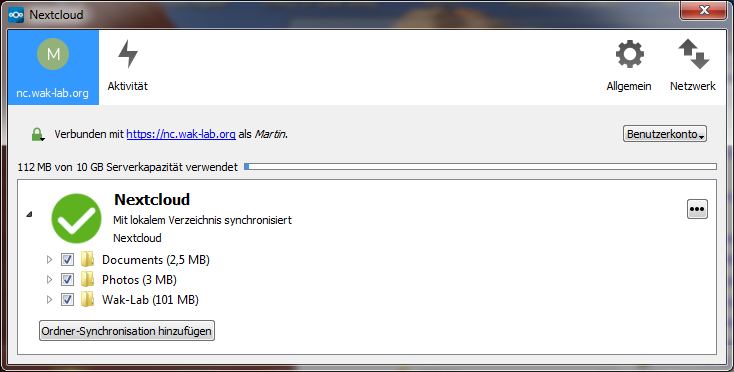 Nextcloud
M
nc.wak-lab.org
Aktivität
Allgemein
Netzwerk
Verbunden mit https://nc.wak-lab.org als Martin.
Benutzerkonto
112 MB von 10 GB Serverkapazität verwendet
Nextcloud
Mit lokalem Verzeichnis synchronisiert
Nextcloud
Documents (2,5 MB)
Photos (3 MB)
Wak-Lab (101 MB)
Ordner-Synchronisation hinzufügen